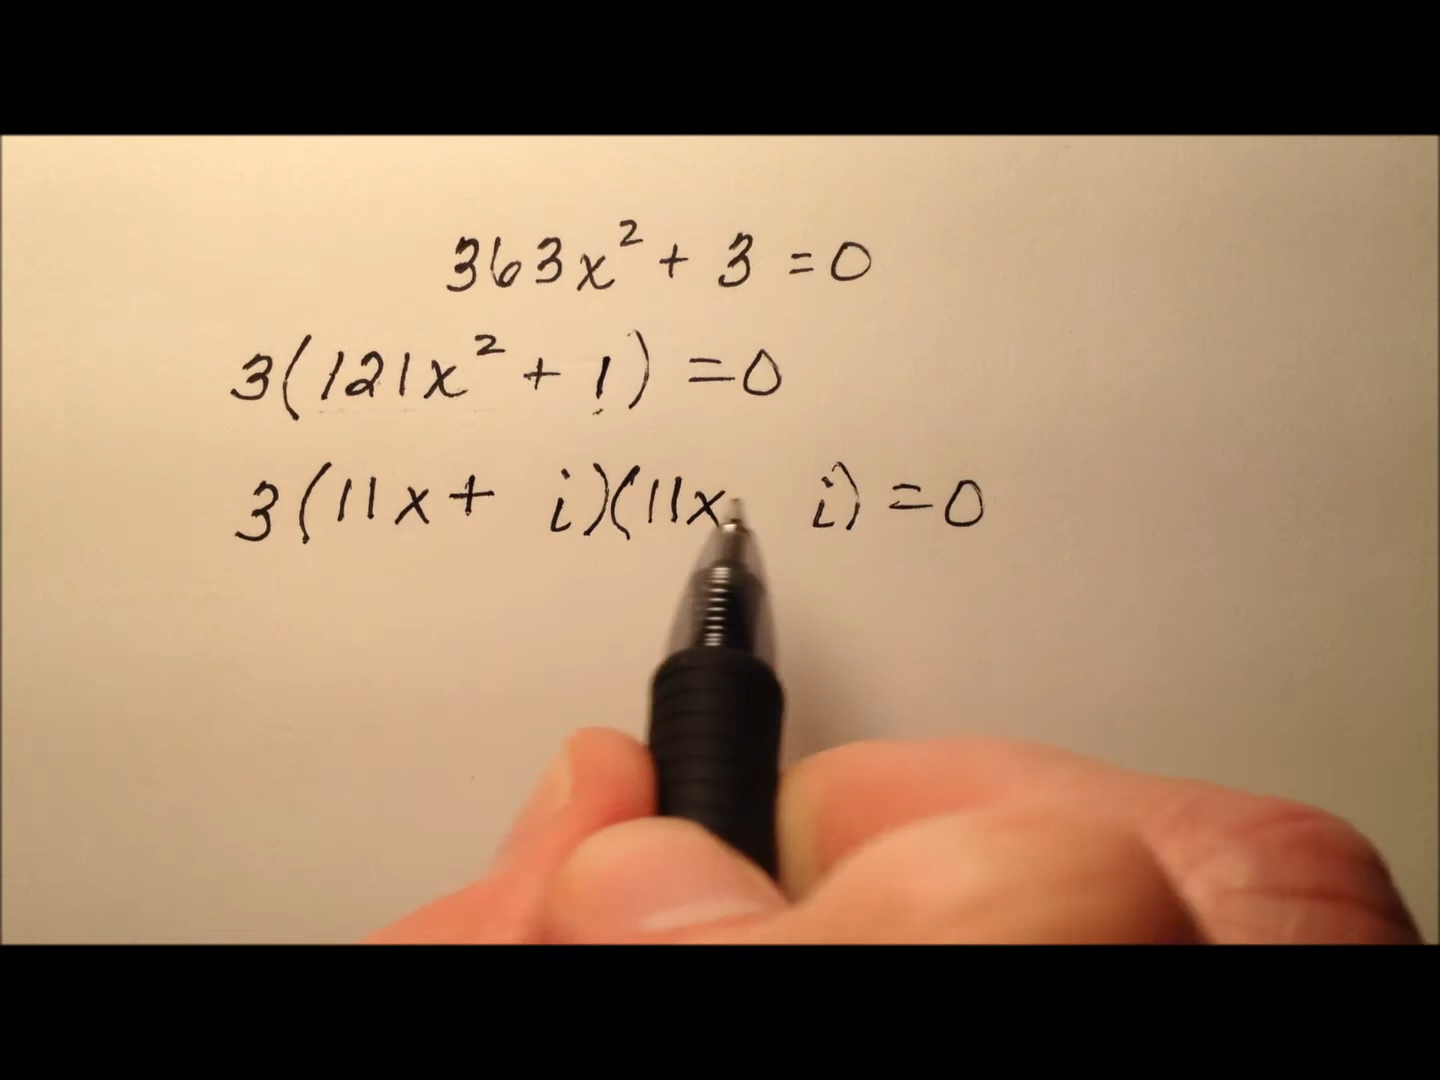 363x² + 3 = 0
3(121x² + 1) = 0
3(11x + i)(11x i) = 0